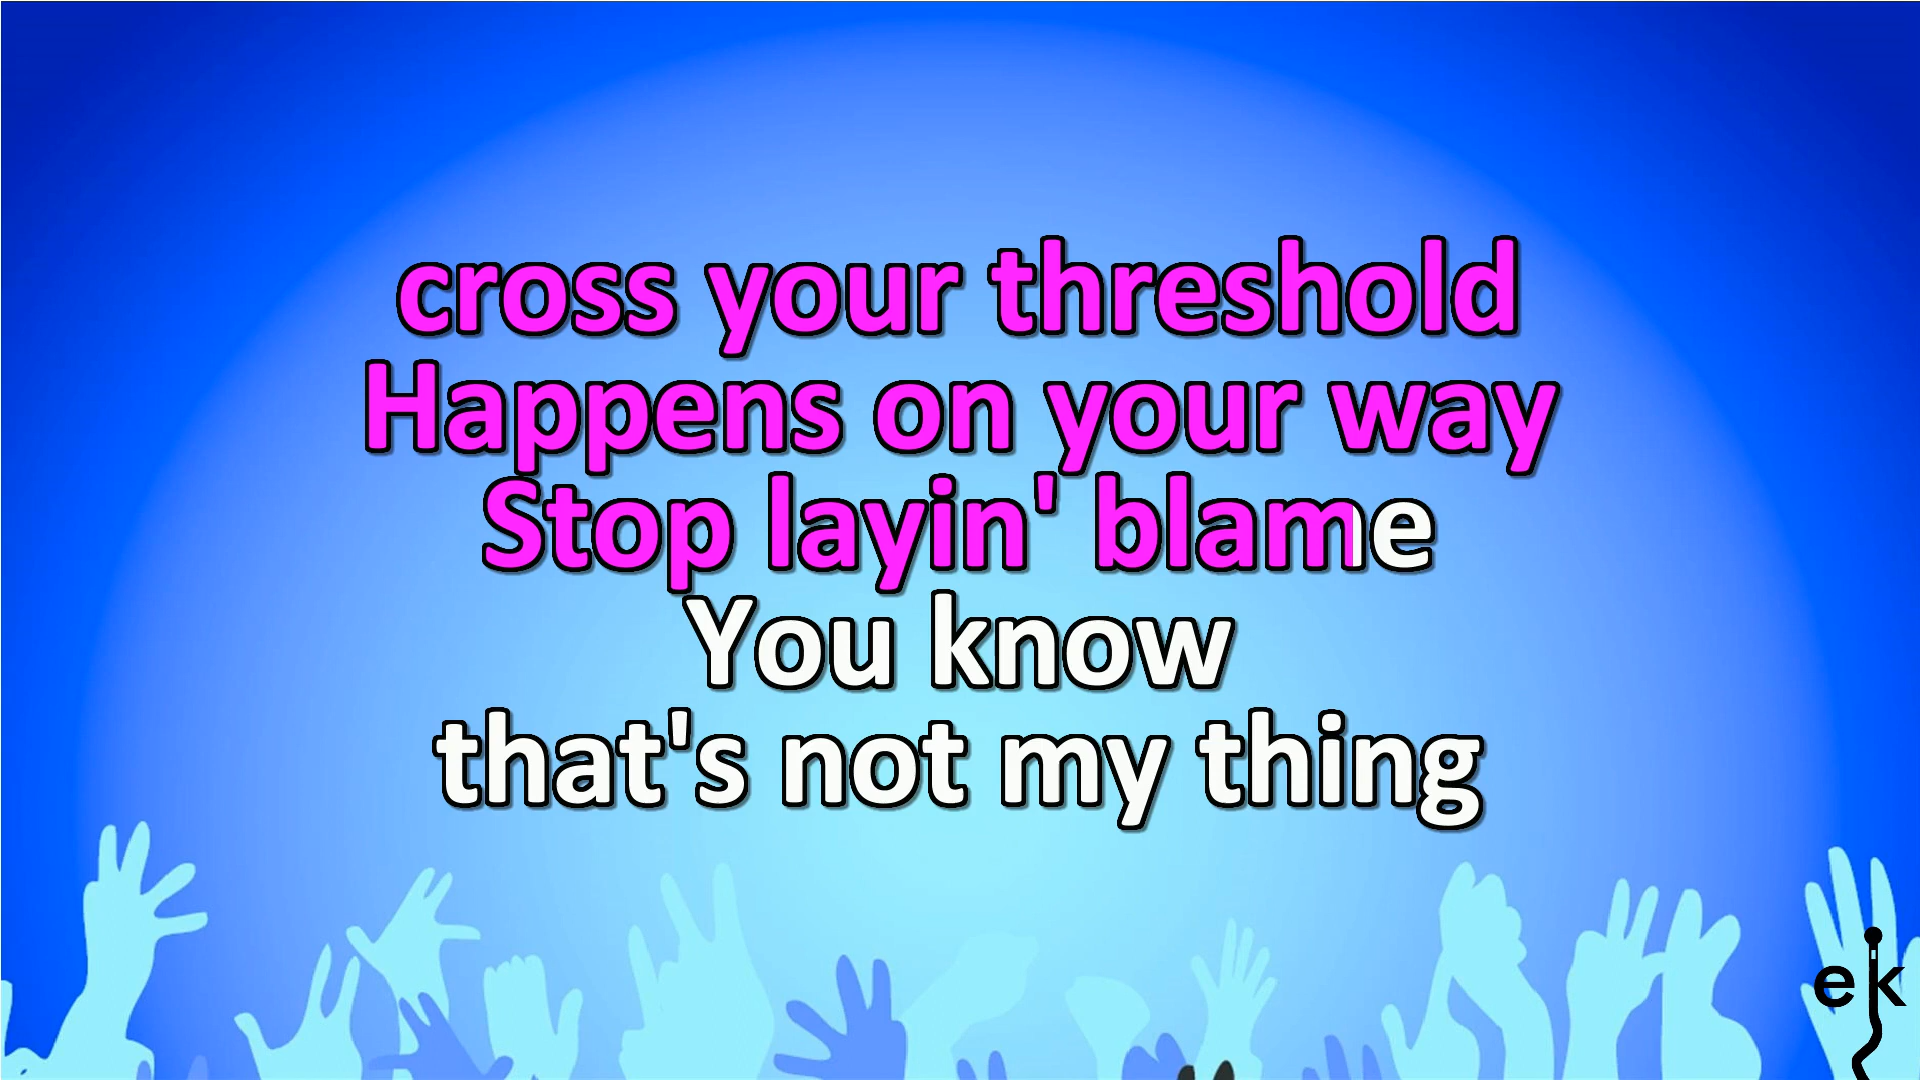 cross your threshold
Happens on your way
Stop layin' blame
You know
that's not my thing
ek